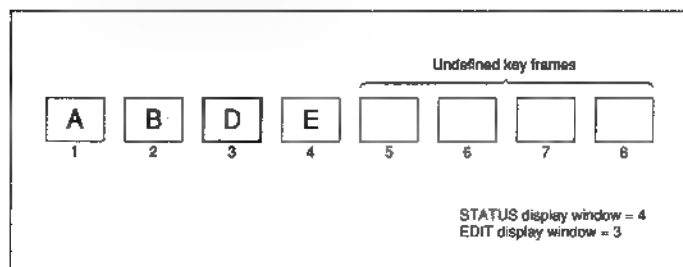 Undefined key frames
A B D E
1 2 3 4 5 6 7 8
STATUS display window = 4
EDIT display window = 3